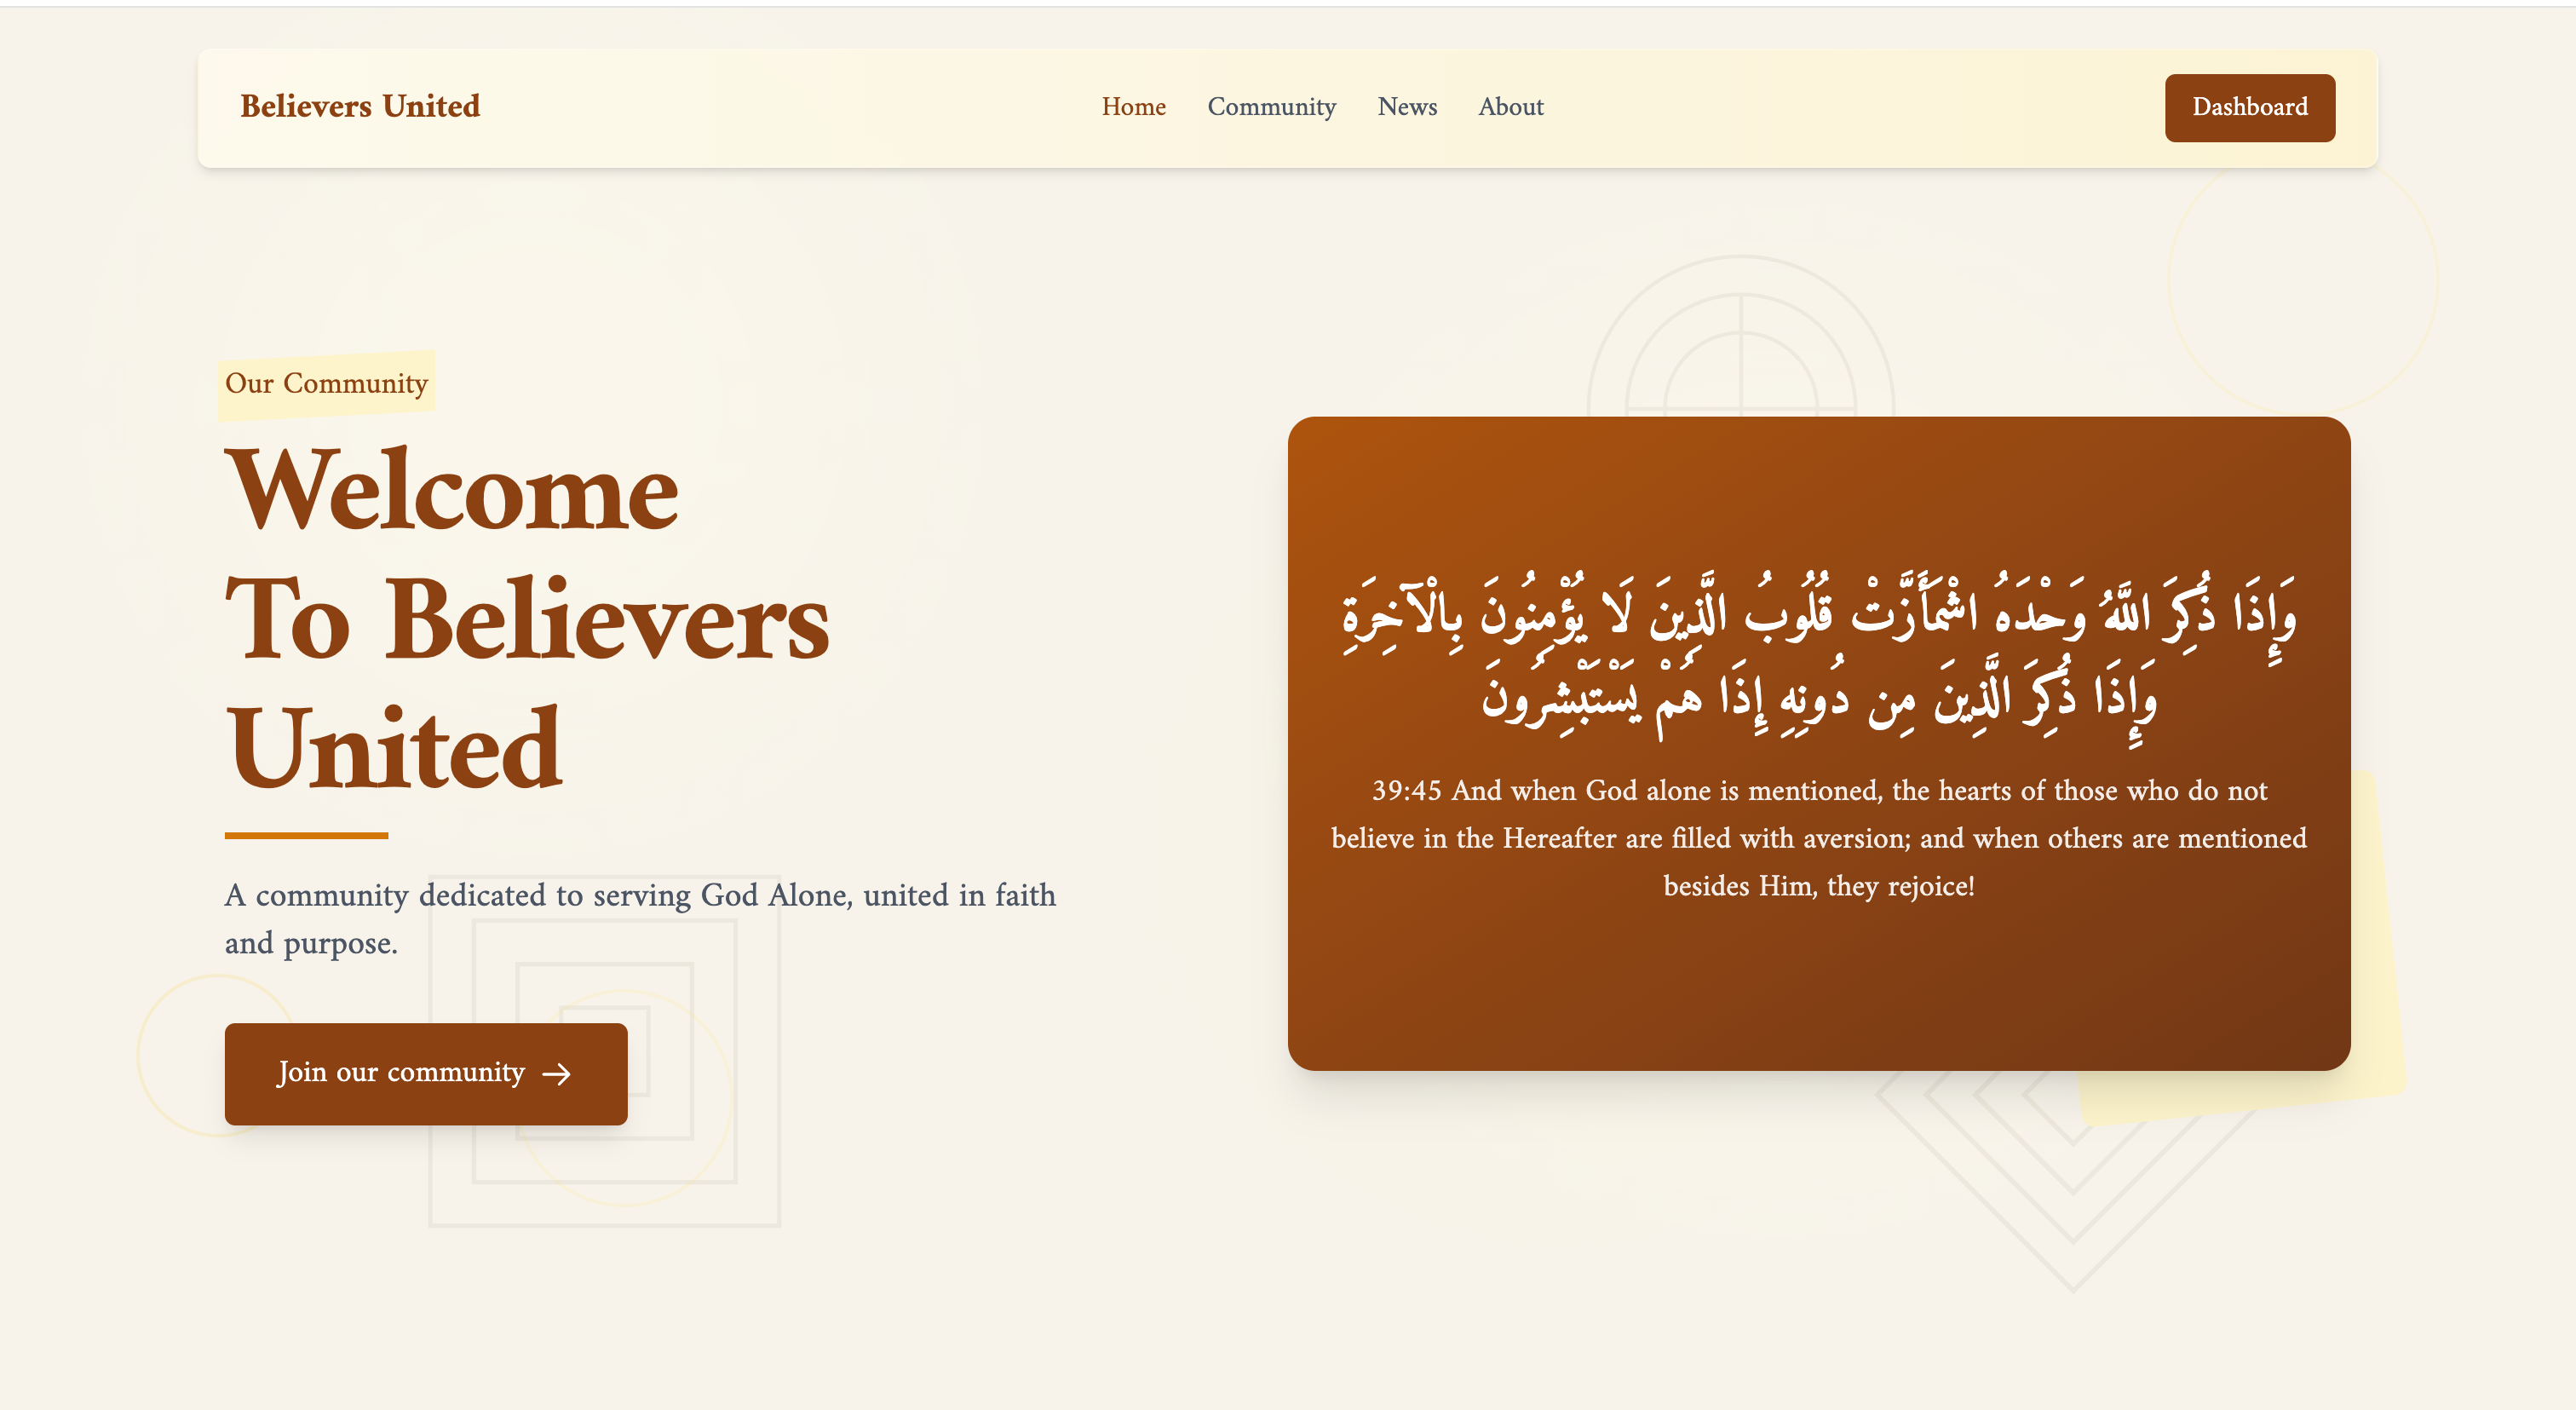 Believers United
Home
Community
News
About
Dashboard
Our Community
Welcome
To Believers
United
A community dedicated to serving God Alone, united in faith
and purpose.
Join our community →
وَإِذَا ذُكِرَ اللَّهُ وَحْدَهُ اشْمَأَزَّتْ قُلُوبُ الَّذِينَ لَا يُؤْمِنُونَ بِالْآخِرَةِ
وَإِذَا ذُكِرَ الَّذِينَ مِن دُونِهِ إِذَا هُمْ يَسْتَبْشِرُونَ
39:45 And when God alone is mentioned, the hearts of those who do not
believe in the Hereafter are filled with aversion; and when others are mentioned
besides Him, they rejoice!